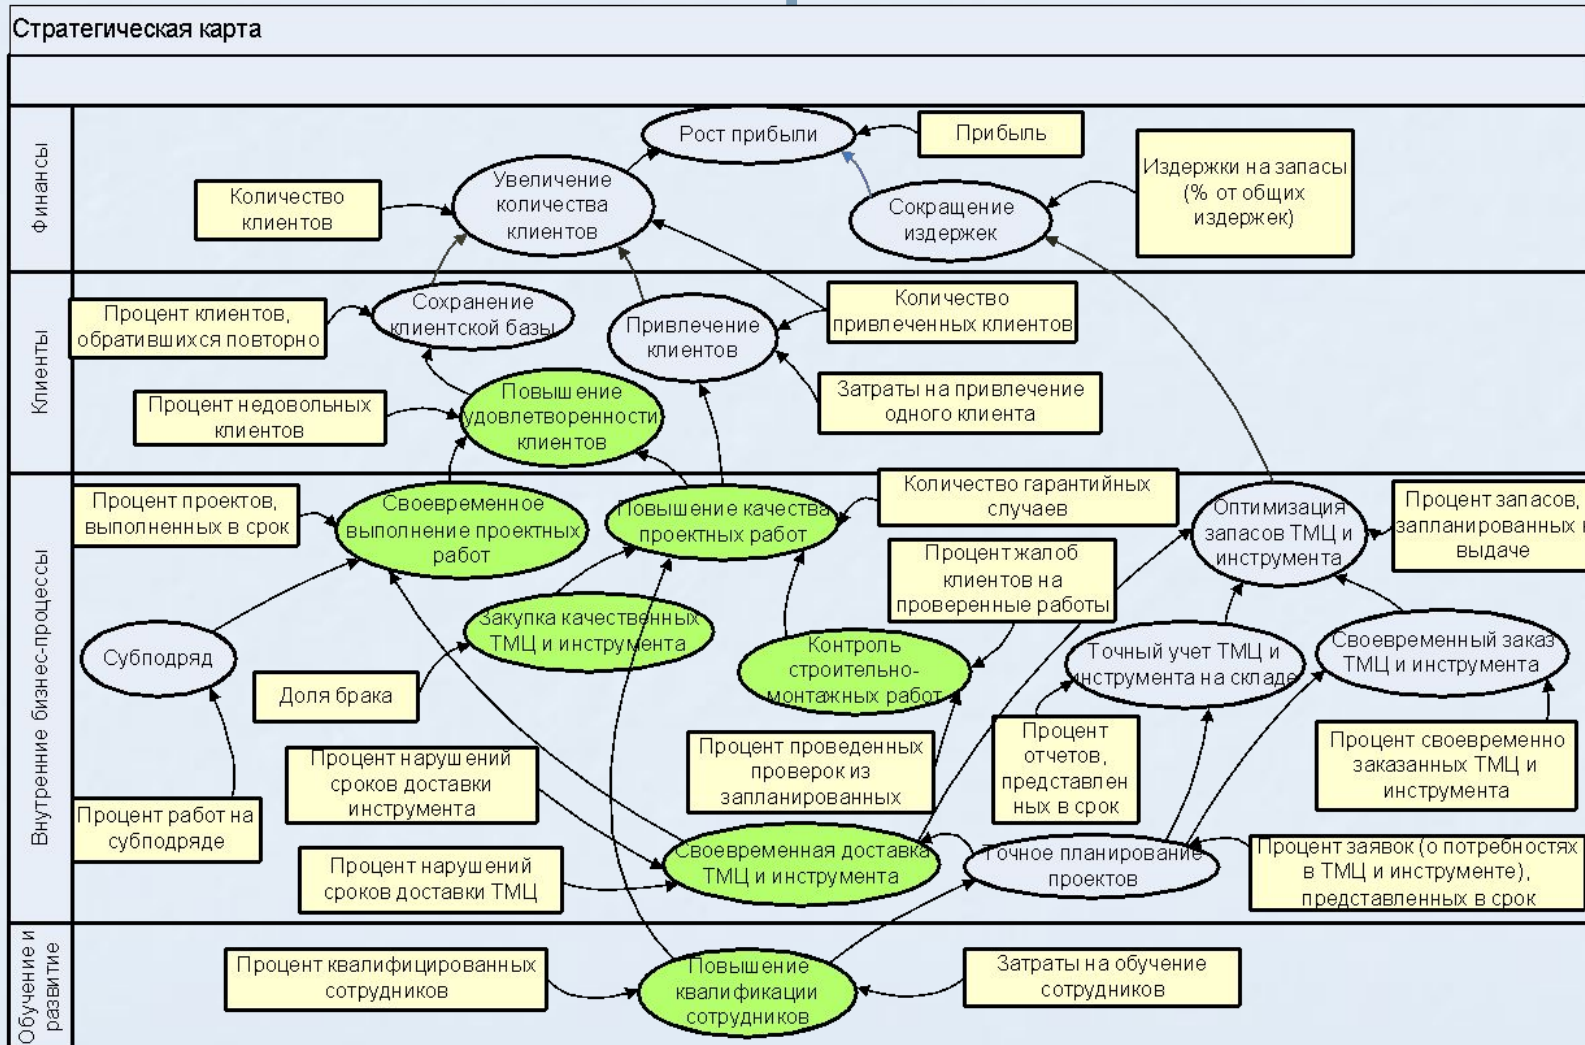 Стратегическая карта
Финансы
Рост прибыли
Прибыль
Издержки на запасы
(% от общих
издержек)
Увеличение
количества
клиентов
Количество
клиентов
Сокращение
издержек
Клиенты
Сохранение
клиентской базы
Процент клиентов,
обратившихся повторно
Привлечение
клиентов
Количество
привлеченных клиентов
Повышение
удовлетворенности
клиентов
Процент недовольных
клиентов
Затраты на привлечение
одного клиента
Внутренние бизнес-процессы
Процент проектов,
выполненных в срок
Своевременное
выполнение проектных
работ
Повышение качества
проектных работ
Количество гарантийных
случаев
Оптимизация
запасов ТМЦ и
инструмента
Процент запасов,
запланированных к
выдаче
Процент жалоб
клиентов на
проверенные работы
Закупка качественных
ТМЦ и инструмента
Субподряд
Контроль
строительно-
монтажных работ
Точный учет ТМЦ и
инструмента на складе
Своевременный заказ
ТМЦ и инструмента
Доля брака
Процент нарушений
сроков доставки
инструмента
Процент проведенных
проверок из
запланированных
Процент
отчетов,
представлен
ных в срок
Процент своевременно
заказанных ТМЦ и
инструмента
Процент работ на
субподряде
Процент нарушений
сроков доставки ТМЦ
Своевременная доставка
ТМЦ и инструмента
Точное планирование
проектов
Процент заявок (о потребностях
в ТМЦ и инструменте),
представленных в срок
Обучение и
развитие
Процент квалифицированных
сотрудников
Повышение
квалификации
сотрудников
Затраты на обучение
сотрудников